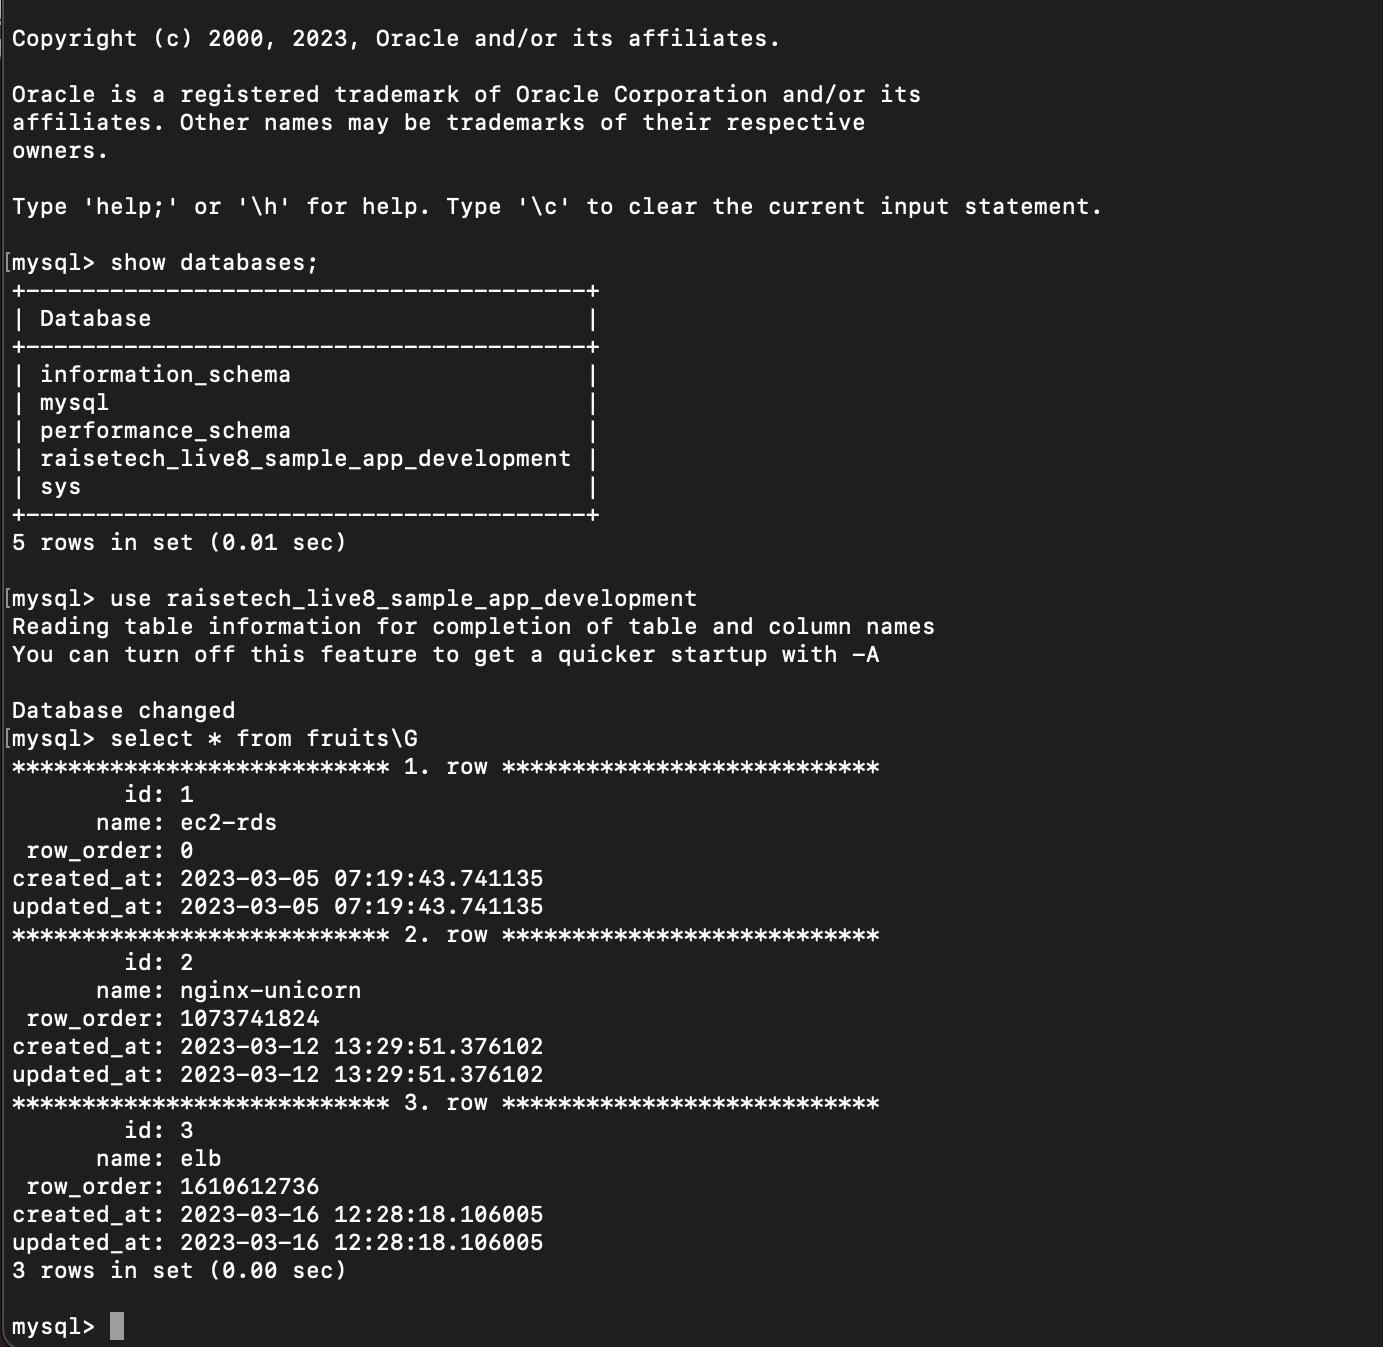 Copyright (c) 2000, 2023, Oracle and/or its affiliates.
Oracle is a registered trademark of Oracle Corporation and/or its
affiliates. Other names may be trademarks of their respective
owners.
Type 'help;' or '\h' for help. Type '\c' to clear the current input statement.
[mysql> show databases;
+----------------------------------------+
| Database                               |
+----------------------------------------+
| information_schema                     |
| mysql                                  |
| performance_schema                     |
| raisetech_live8_sample_app_development |
| sys                                    |
+----------------------------------------+
5 rows in set (0.01 sec)
[mysql> use raisetech_live8_sample_app_development
Reading table information for completion of table and column names
You can turn off this feature to get a quicker startup with -A
Database changed
[mysql> select * from fruits\G
*************************** 1. row ***************************
        id: 1
      name: ec2-rds
 row_order: 0
created_at: 2023-03-05 07:19:43.741135
updated_at: 2023-03-05 07:19:43.741135
*************************** 2. row ***************************
        id: 2
      name: nginx-unicorn
 row_order: 1073741824
created_at: 2023-03-12 13:29:51.376102
updated_at: 2023-03-12 13:29:51.376102
*************************** 3. row ***************************
        id: 3
      name: elb
 row_order: 1610612736
created_at: 2023-03-16 12:28:18.106005
updated_at: 2023-03-16 12:28:18.106005
3 rows in set (0.00 sec)
mysql>